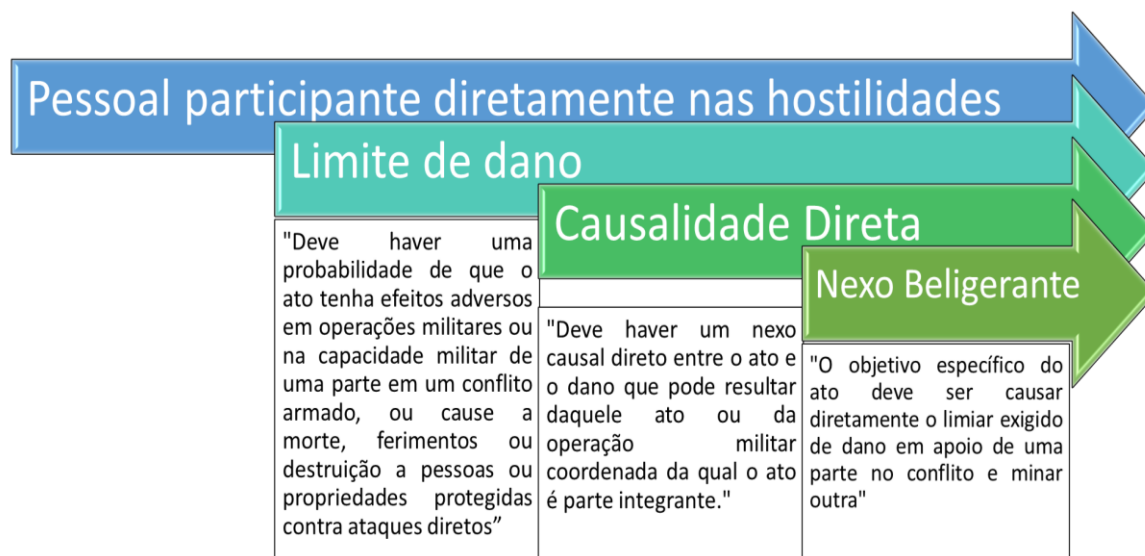 Pessoal participante diretamente nas hostilidades
Limite de dano
Causalidade Direta
Nexo Beligerante
"Deve haver uma
probabilidade de que o
ato tenha efeitos adversos
em operações militares ou
na capacidade militar de
uma parte em um conflito
armado, ou cause a
morte, ferimentos ou
destruição a pessoas ou
propriedades protegidas
contra ataques diretos”
"Deve haver um nexo
causal direto entre o ato e
o dano que pode resultar
daquele ato ou da
operação militar
coordenada da qual o ato
é parte integrante."
"O objetivo específico do
ato deve ser causar
diretamente o limiar exigido
de dano em apoio de uma
parte no conflito e minar
outra"